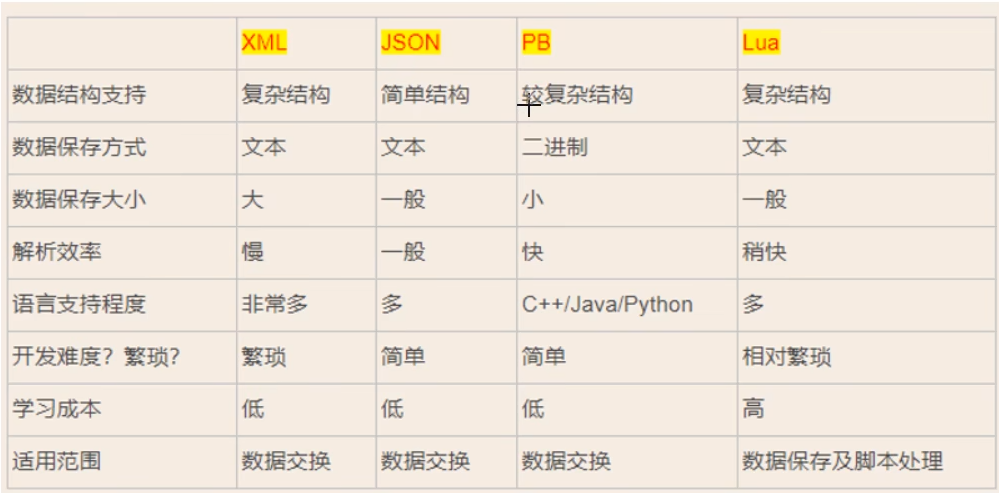 XML JSON PB Lua
数据结构支持 复杂结构 简单结构 较复杂结构 复杂结构
数据保存方式 文本 文本 二进制 文本
数据保存大小 大 一般 小 一般
解析效率 慢 一般 快 稍快
语言支持程度 非常多 多 C++/Java/Python 多
开发难度？繁琐？ 繁琐 简单 简单 相对繁琐
学习成本 低 低 低 高
适用范围 数据交换 数据交换 数据交换 数据保存及脚本处理